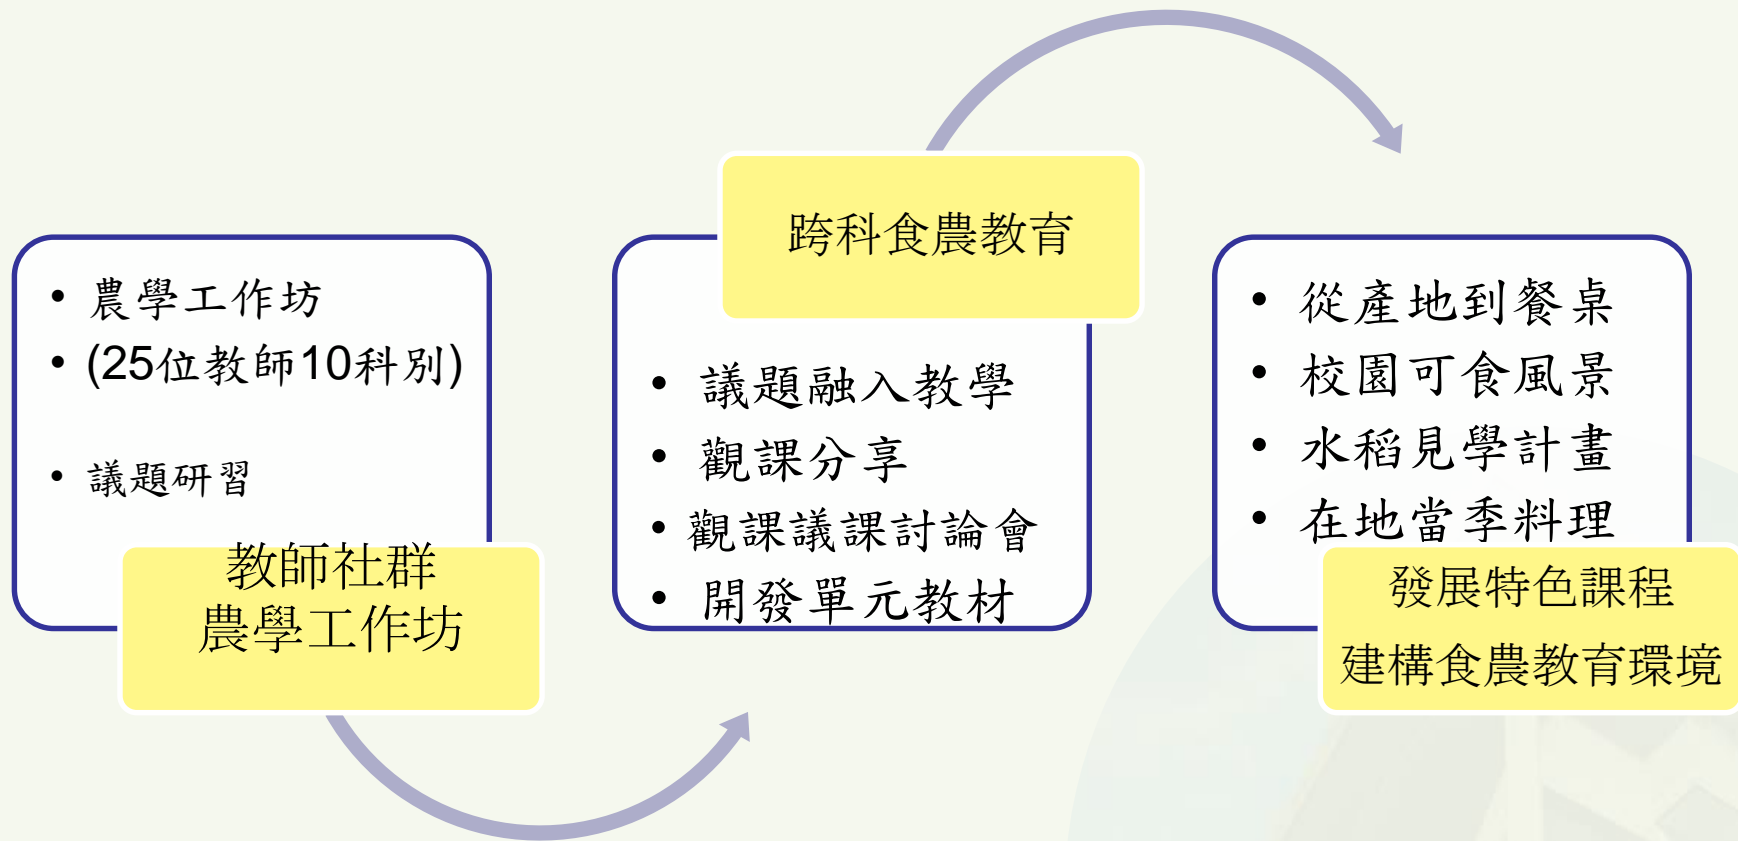 • 農學工作坊
• (25位教師10科別)
• 議題研習
教師社群
農學工作坊
跨科食農教育
• 議題融入教學
• 觀課分享
• 觀課議課討論會
• 開發單元教材
• 從產地到餐桌
• 校園可食風景
• 水稻見學計畫
• 在地當季料理
發展特色課程
建構食農教育環境